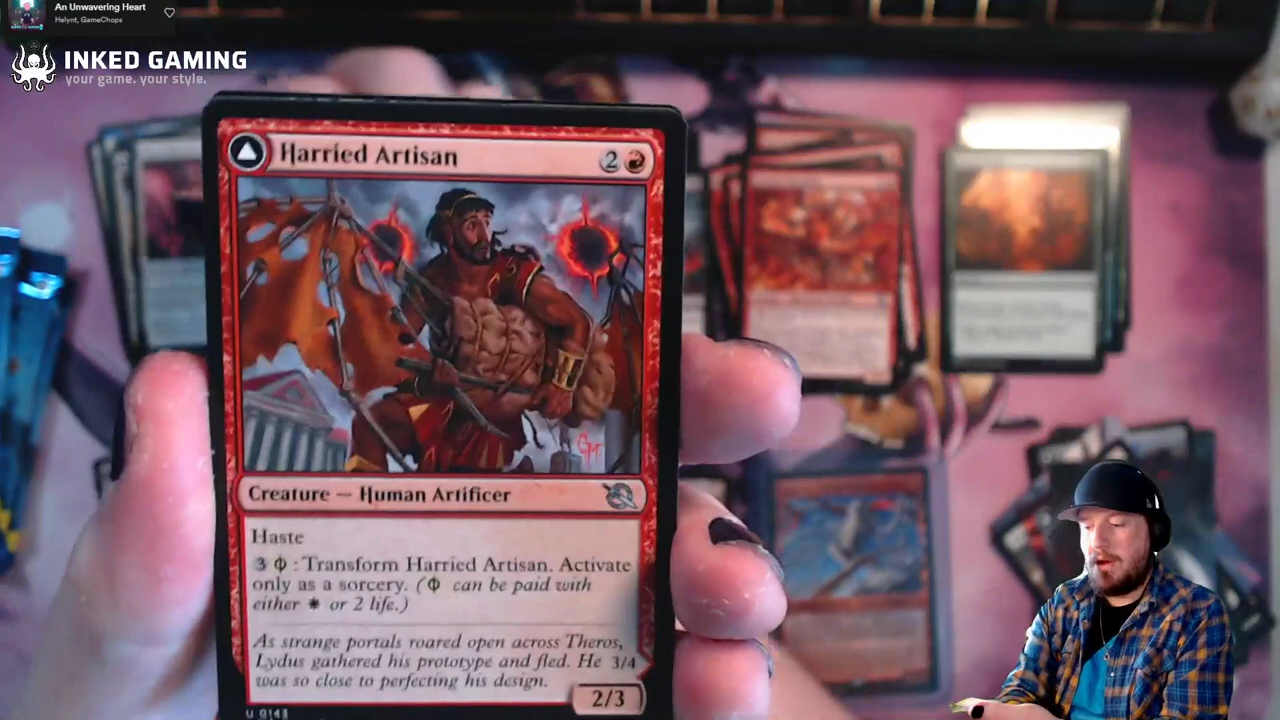 An Unwavering Heart
Helynt, GameChops
INKED GAMING
your game. your style.
Harried Artisan
2
Creature — Human Artificer
Haste
3 : Transform Harried Artisan. Activate
only as a sorcery. ( can be paid with
either or 2 life.)
As strange portals roared open across Theros,
Lydus gathered his prototype and fled. He 3/4
was so close to perfecting his design.
2/3